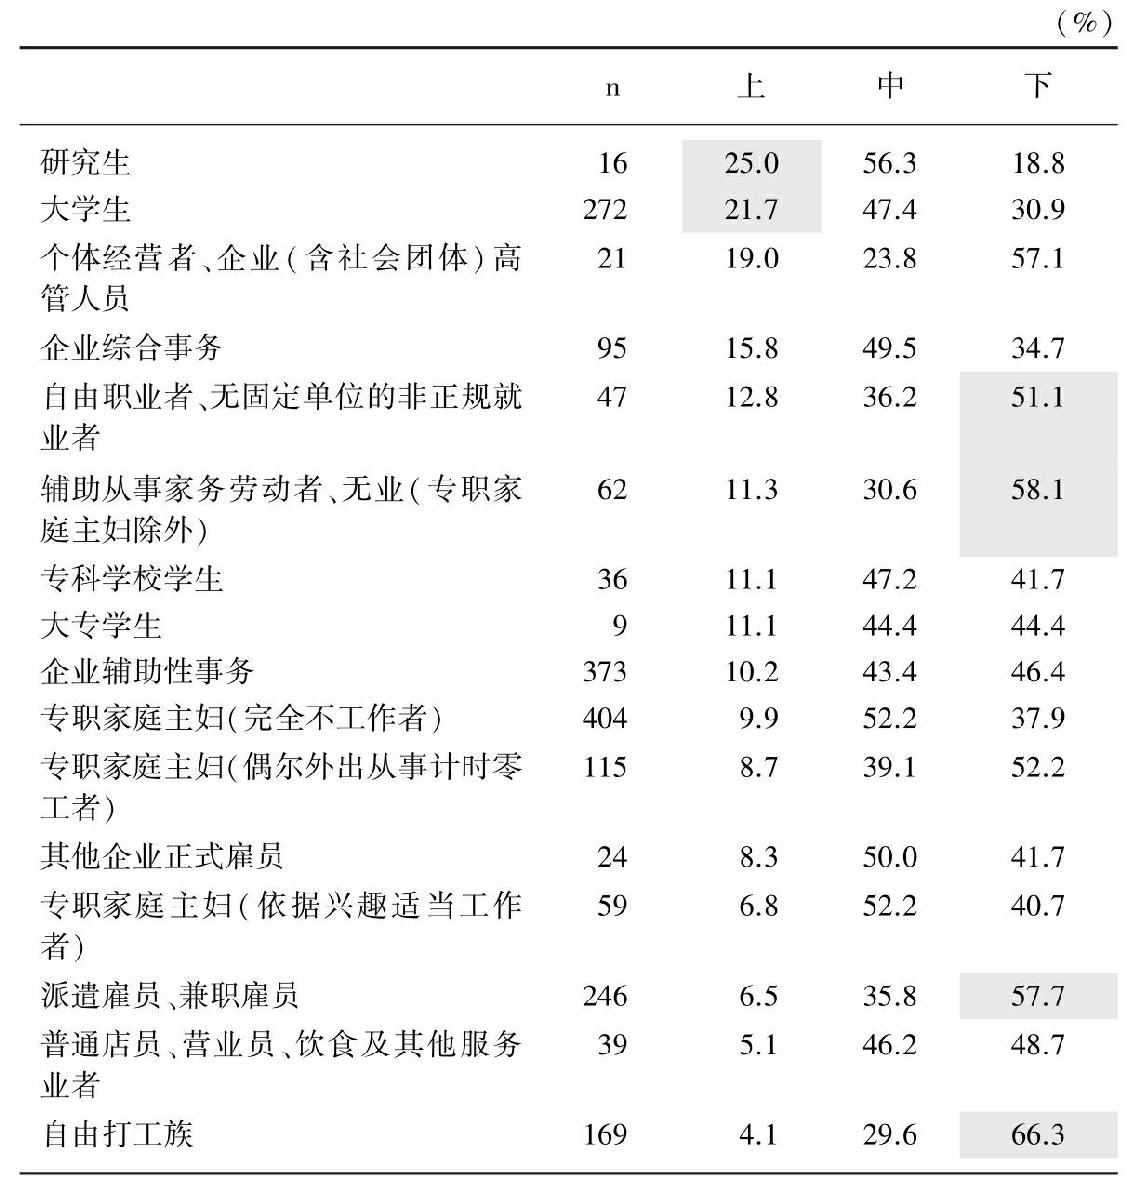 (%)
n 上 中 下
研究生 16 25.0 56.3 18.8
大学生 272 21.7 47.4 30.9
个体经营者、企业(含社会团体)高 21 19.0 23.8 57.1
管人员
企业综合事务 95 15.8 49.5 34.7
自由职业者、无固定单位的非正规就 47 12.8 36.2 51.1
业者
辅助从事家务劳动者、无业(专职家 62 11.3 30.6 58.1
庭主妇除外)
专科学校学生 36 11.1 47.2 41.7
大专学生 9 11.1 44.4 44.4
企业辅助性事务 373 10.2 43.4 46.4
专职家庭主妇(完全不工作者) 404 9.9 52.2 37.9
专职家庭主妇(偶尔外出从事计时零 115 8.7 39.1 52.2
工者)
其他企业正式雇员 24 8.3 50.0 41.7
专职家庭主妇(依据兴趣适当工作 59 6.8 52.2 40.7
者)
派遣雇员、兼职雇员 246 6.5 35.8 57.7
普通店员、营业员、饮食及其他服务 39 5.1 46.2 48.7
业者
自由打工族 169 4.1 29.6 66.3